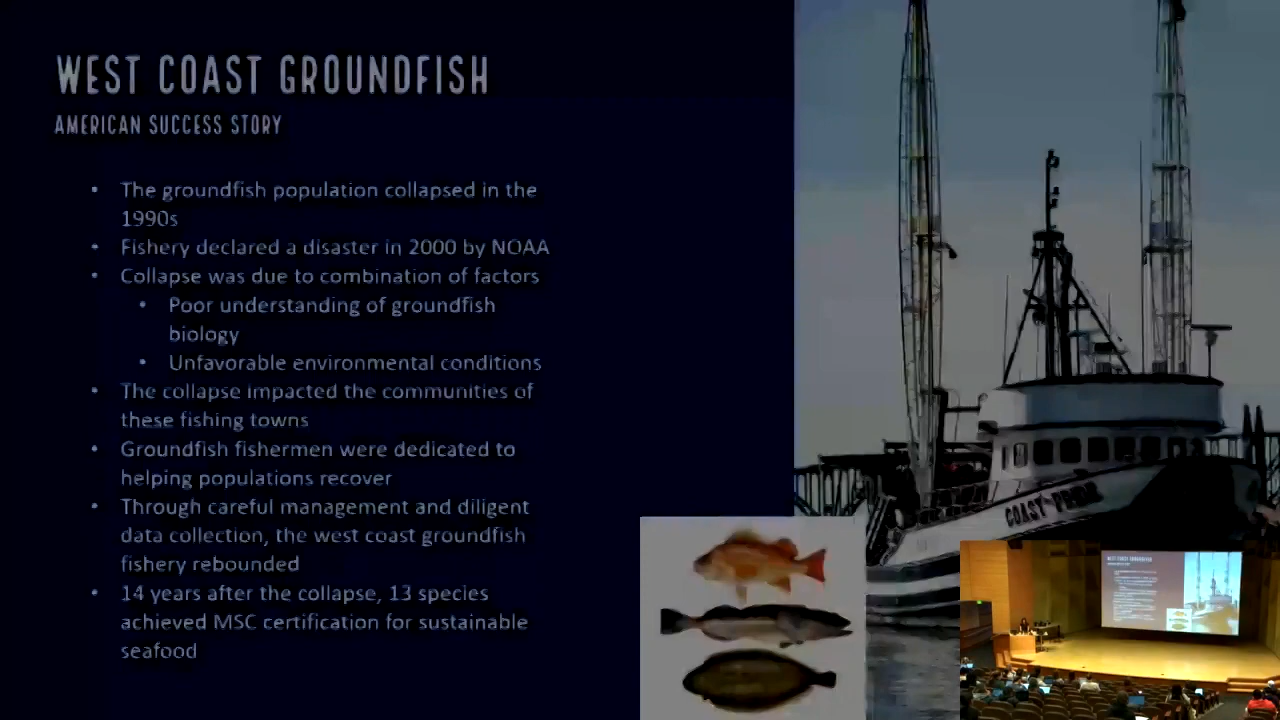 WEST COAST GROUNDFISH
AMERICAN SUCCESS STORY
• The groundfish population collapsed in the
1990s
• Fishery declared a disaster in 2000 by NOAA
• Collapse was due to combination of factors
• Poor understanding of groundfish
biology
• Unfavorable environmental conditions
• The collapse impacted the communities of
these fishing towns
• Groundfish fishermen were dedicated to
helping populations recover
• Through careful management and diligent
data collection, the west coast groundfish
fishery rebounded
• 14 years after the collapse, 13 species
achieved MSC certification for sustainable
seafood
COAST PRIDE